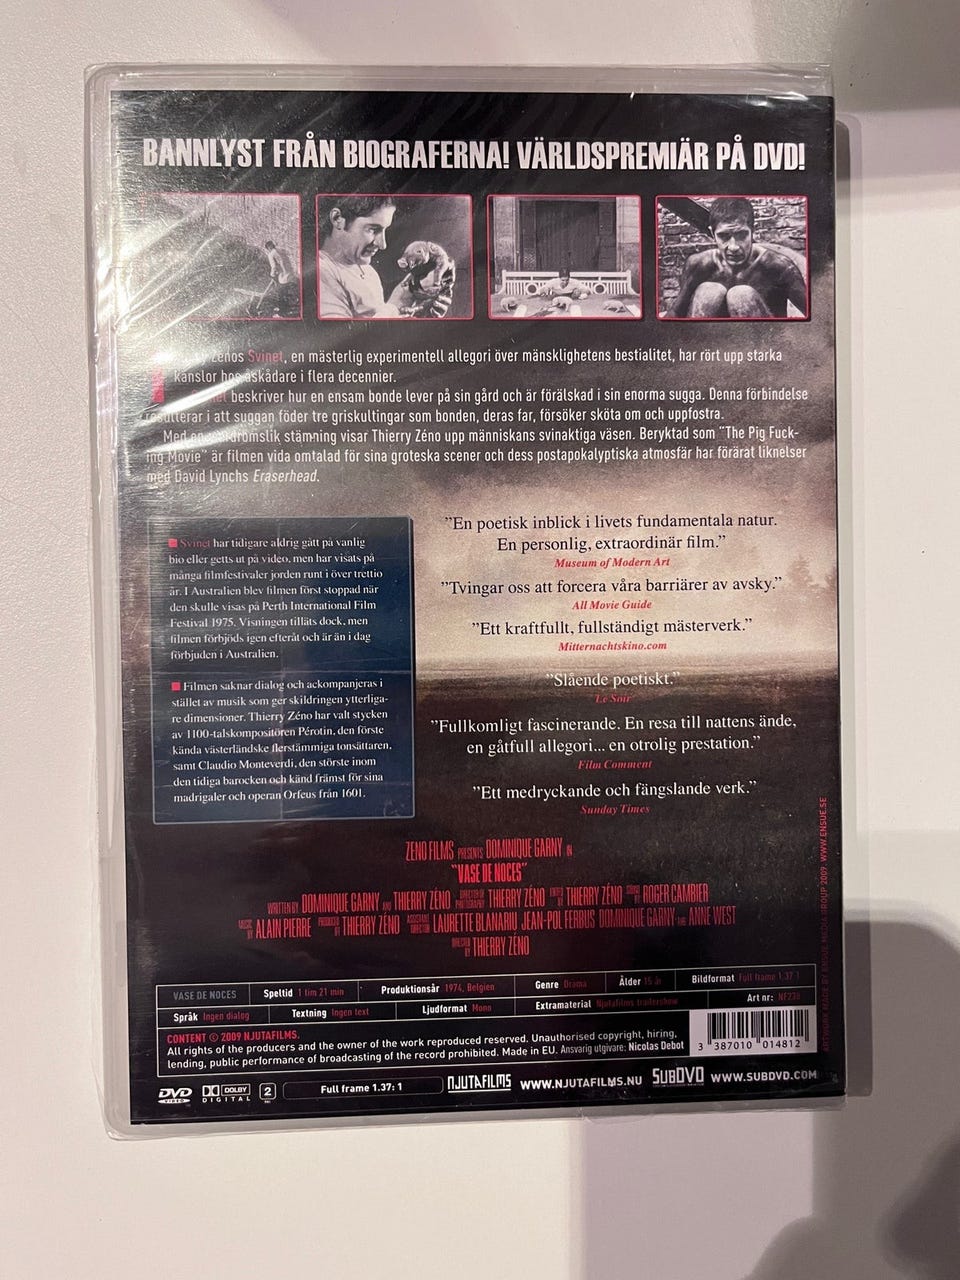 BANNLYST FRÅN BIOGRAFERNA! VÄRLDSPREMIÄR PÅ DVD!
Zénos Svinet, en mästerlig experimentell allegori över mänsklighetens bestialitet, har rört upp starka
känslor hos åskådare i flera decennier.
beskriver hur en ensam bonde lever på sin gård och är förälskad i sin enorma sugga. Denna förbindelse
resulterar i att suggan föder tre griskultingar som bonden, deras far, försöker sköta om och uppfostra.
Med en mardrömslik stämning visar Thierry Zéno upp människans svinaktiga väsen. Beryktad som "The Pig Fuck-
ing Movie" är filmen vida omtalad för sina groteska scener och dess postapokalyptiska atmosfär har förärat liknelser
med David Lynchs Eraserhead.
Svinet har tidigare aldrig gått på vanlig
bio eller getts ut på video, men har visats på
många filmfestivaler jorden runt i över trettio
år. I Australien blev filmen först stoppad när
den skulle visas på Perth International Film
Festival 1975. Visningen tilläts dock, men
filmen förbjöds igen efteråt och är än i dag
förbjuden i Australien.
Filmen saknar dialog och ackompanjeras i
stället av musik som ger skildringen ytterliga-
re dimensioner. Thierry Zéno har valt stycken
av 1100-talskompositören Pérotin, den förste
kända västerländske flerstämmiga tonsättaren,
samt Claudio Monteverdi, den störste inom
den tidiga barocken och känd främst för sina
madrigaler och operan Orfeus från 1601.
"En poetisk inblick i livets fundamentala natur.
En personlig, extraordinär film."
Museum of Modern Art
"Tvingar oss att forcera våra barriärer av avsky."
All Movie Guide
"Ett kraftfullt, fullständigt mästerverk."
Mitternachtskino.com
"Slående poetiskt."
Le Soir
"Fullkomligt fascinerande. En resa till nattens ände,
en gåtfull allegori... en otrolig prestation."
Film Comment
"Ett medryckande och fängslande verk."
Sunday Times
ZENO FILMS PRESENTS DOMINIQUE GARNY IN
"VASE DE NOCES"
WRITTEN BY DOMINIQUE GARNY AND THIERRY ZÉNO DIRECTOR OF PHOTOGRAPHY THIERRY ZÉNO EDITED BY THIERRY ZÉNO SOUND BY ROGER CAMBIER
MUSIC BY ALAIN PIERRE PRODUCED BY THIERRY ZÉNO ASSISTANT DIRECTOR LAURETTE BLANARIU, JEAN-POL FERBUS, DOMINIQUE GARNY AND ANNE WEST
DIRECTED BY THIERRY ZÉNO
VASE DE NOCES Speltid 1 tim 21 min Produktionsår 1974, Belgien Genre Drama Ålder 15 år Bildformat Full frame 1.37:1
Språk Ingen dialog Textning Ingen text Ljudformat Mono Extramaterial Njutafilms trailershow Art nr: NF230
CONTENT © 2009 NJUTAFILMS.
All rights of the producers and the owner of the work reproduced reserved. Unauthorised copyright, hiring,
lending, public performance of broadcasting of the record prohibited. Made in EU. Ansvarig utgivare: Nicolas Debot
3 387010 014812
DVD VIDEO DOLBY DIGITAL 2 Full frame 1.37: 1 NJUTAFILMS WWW.NJUTAFILMS.NU SUBDVD WWW.SUBDVD.COM
ARTWORK MADE BY ENSUE MEDIA GROUP 2009. WWW.ENSUE.SE